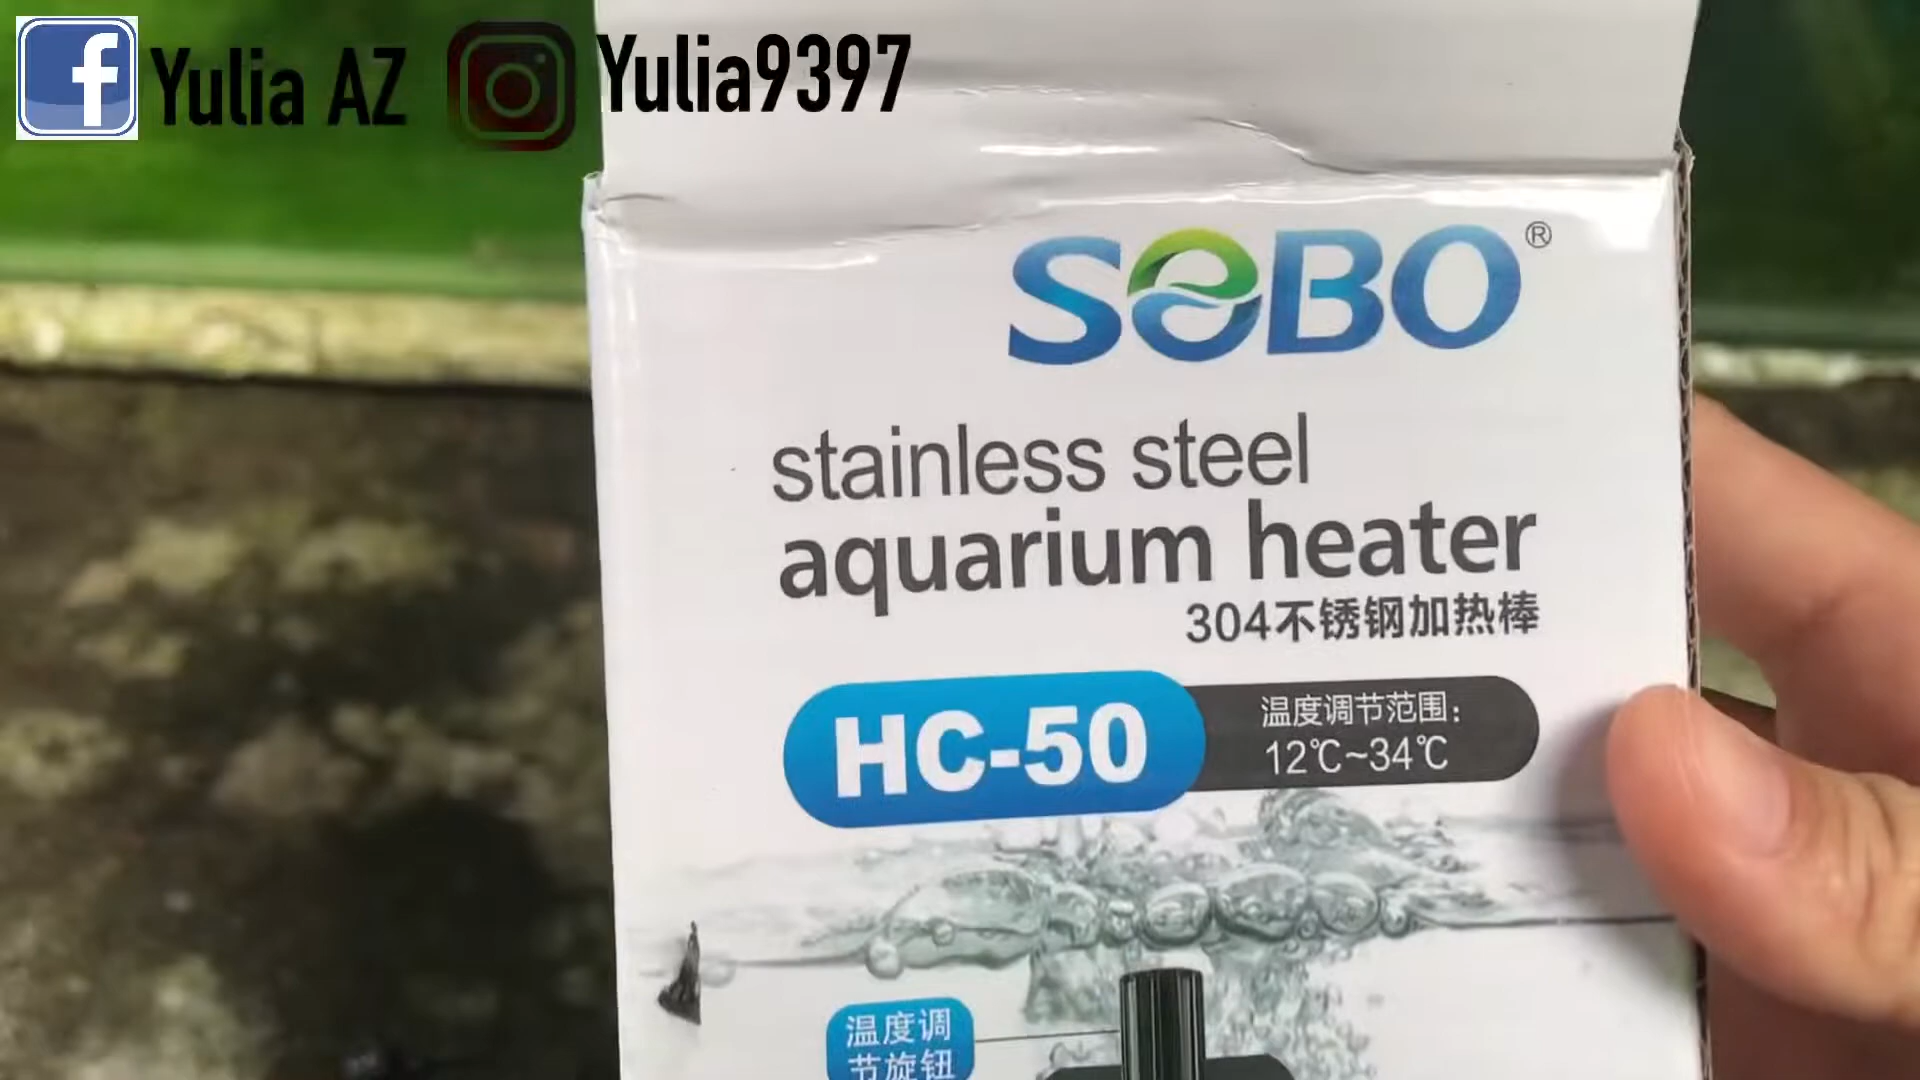 Yulia AZ
Yulia9397
SOBO®
stainless steel
aquarium heater
304不锈钢加热棒
HC-50
温度调节范围：
12℃~34℃
温度调
节旋钮